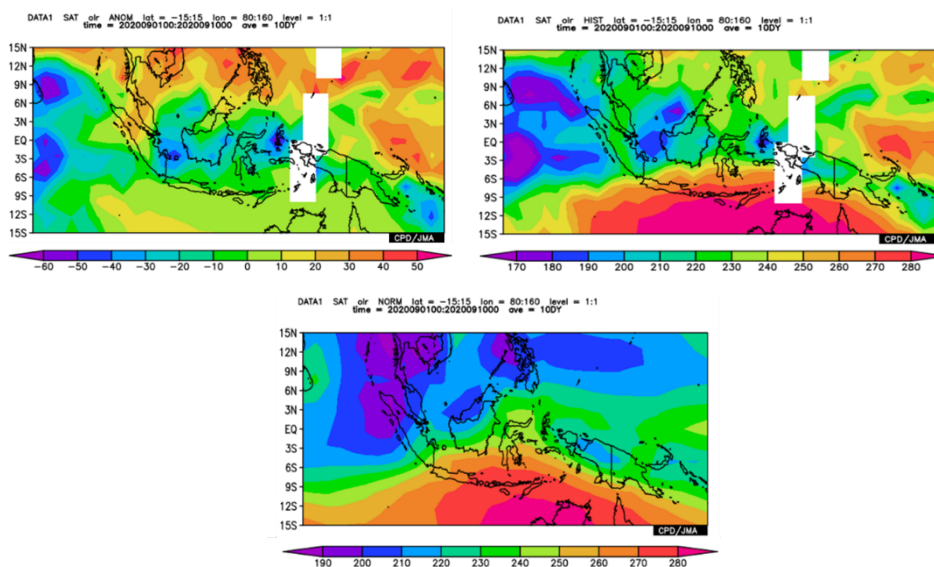 DATA1 SAT olr ANOM lat = -15:15 lon = 80:160 level = 1:1
time = 2020090100:2020091000 ave = 10DY
15N
12N
9N
6N
3N
EQ
3S
6S
9S
12S
15S
CPD/JMA
-60 -50 -40 -30 -20 -10 0 10 20 30 40 50
DATA1 SAT olr HIST lat = -15:15 lon = 80:160 level = 1:1
time = 2020090100:2020091000 ave = 10DY
15N
12N
9N
6N
3N
EQ
3S
6S
9S
12S
15S
CPD/JMA
170 180 190 200 210 220 230 240 250 260 270 280
DATA1 SAT olr NORM lat = -15:15 lon = 80:160 level = 1:1
time = 2020090100:2020091000 ave = 10DY
15N
12N
9N
6N
3N
EQ
3S
6S
9S
12S
15S
CPD/JMA
190 200 210 220 230 240 250 260 270 280